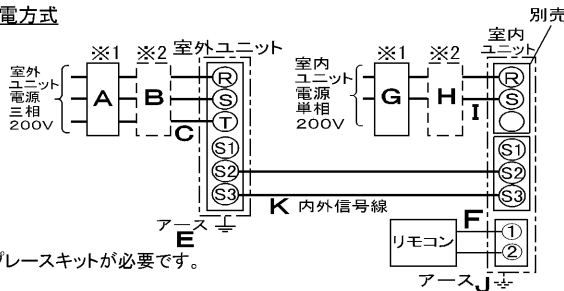 電方式
別売
※1 ※2 室外ユニット
※1 ※2 室内
ユニット
室外
ユニット
電源
三相
200V
A
B
C
R
S
T
S1
S2
S3
室内
ユニット
電源
単相
200V
G
H
I
R
S
S1
S2
S3
K 内外信号線
アース
E
F
リモコン
①
②
プレースキットが必要です。
アース J